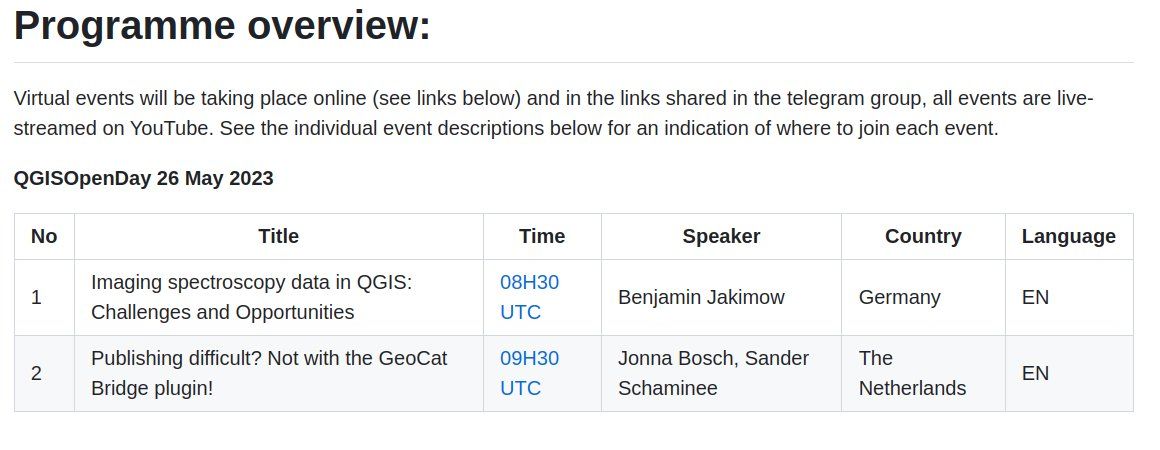 Programme overview:
Virtual events will be taking place online (see links below) and in the links shared in the telegram group, all events are live-
streamed on YouTube. See the individual event descriptions below for an indication of where to join each event.
QGISOpenDay 26 May 2023
No Title Time Speaker Country Language
1 Imaging spectroscopy data in QGIS: Challenges and Opportunities 08H30 UTC Benjamin Jakimow Germany EN
2 Publishing difficult? Not with the GeoCat Bridge plugin! 09H30 UTC Jonna Bosch, Sander Schaminee The Netherlands EN